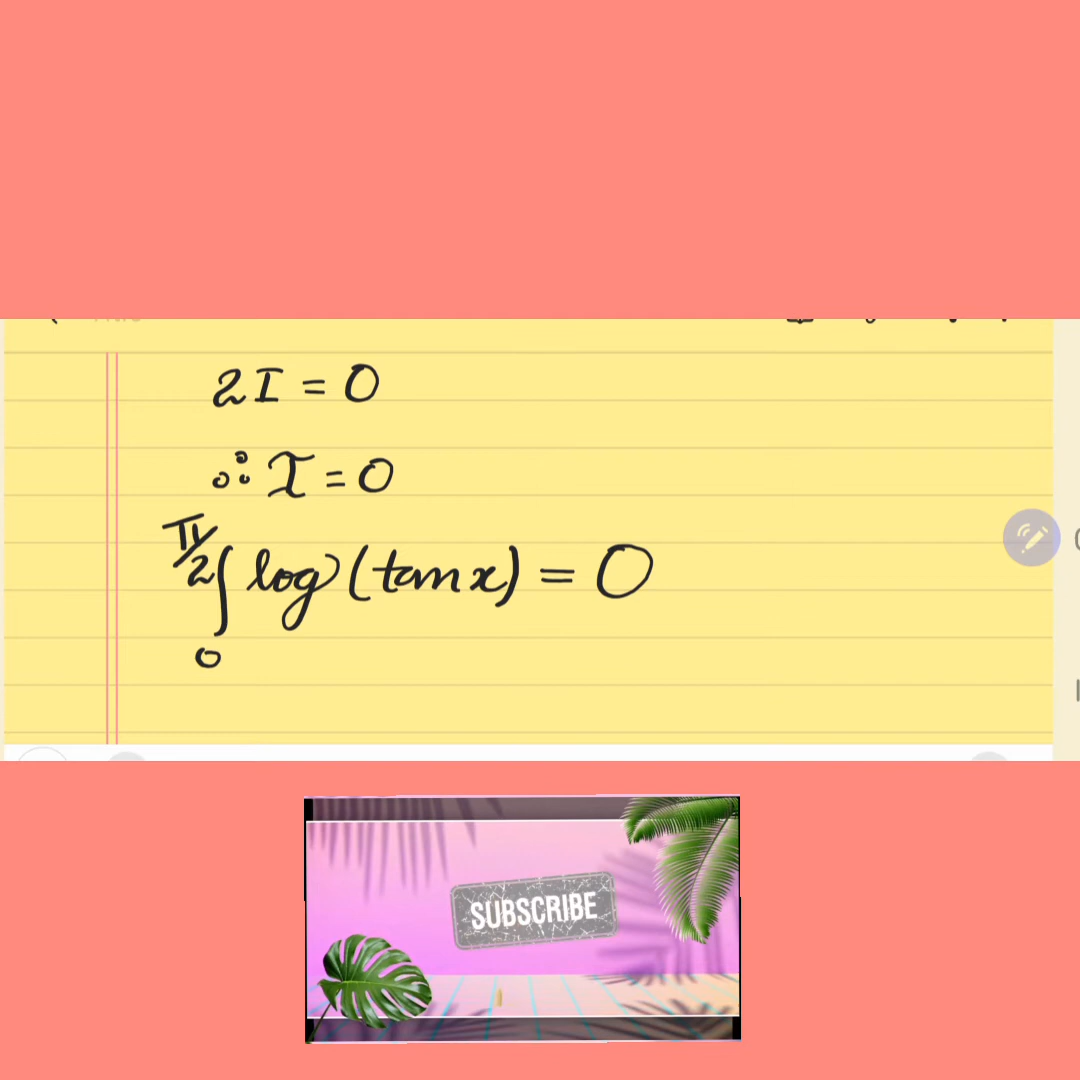 2I = 0
∴ I = 0
π/2∫0 log(tan x) = 0
SUBSCRIBE